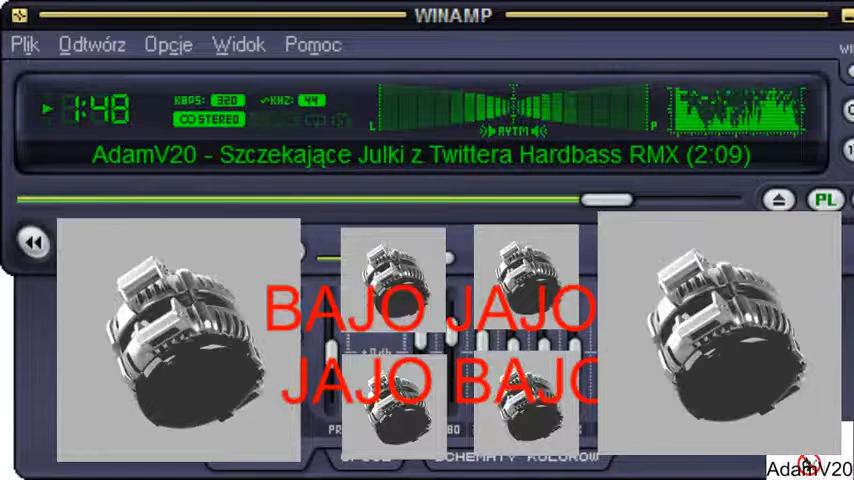 WINAMP
Plik Odtwórz Opcje Widok Pomoc
1:48
KBPS: 320 KHZ: 44
STEREO
L RYTM P
AdamV20 - Szczekające Julki z Twittera Hardbass RMX (2:09)
PL
BAJO JAJO
JAJO BAJO
SCHEMATY KOLORÓW
AdamV20